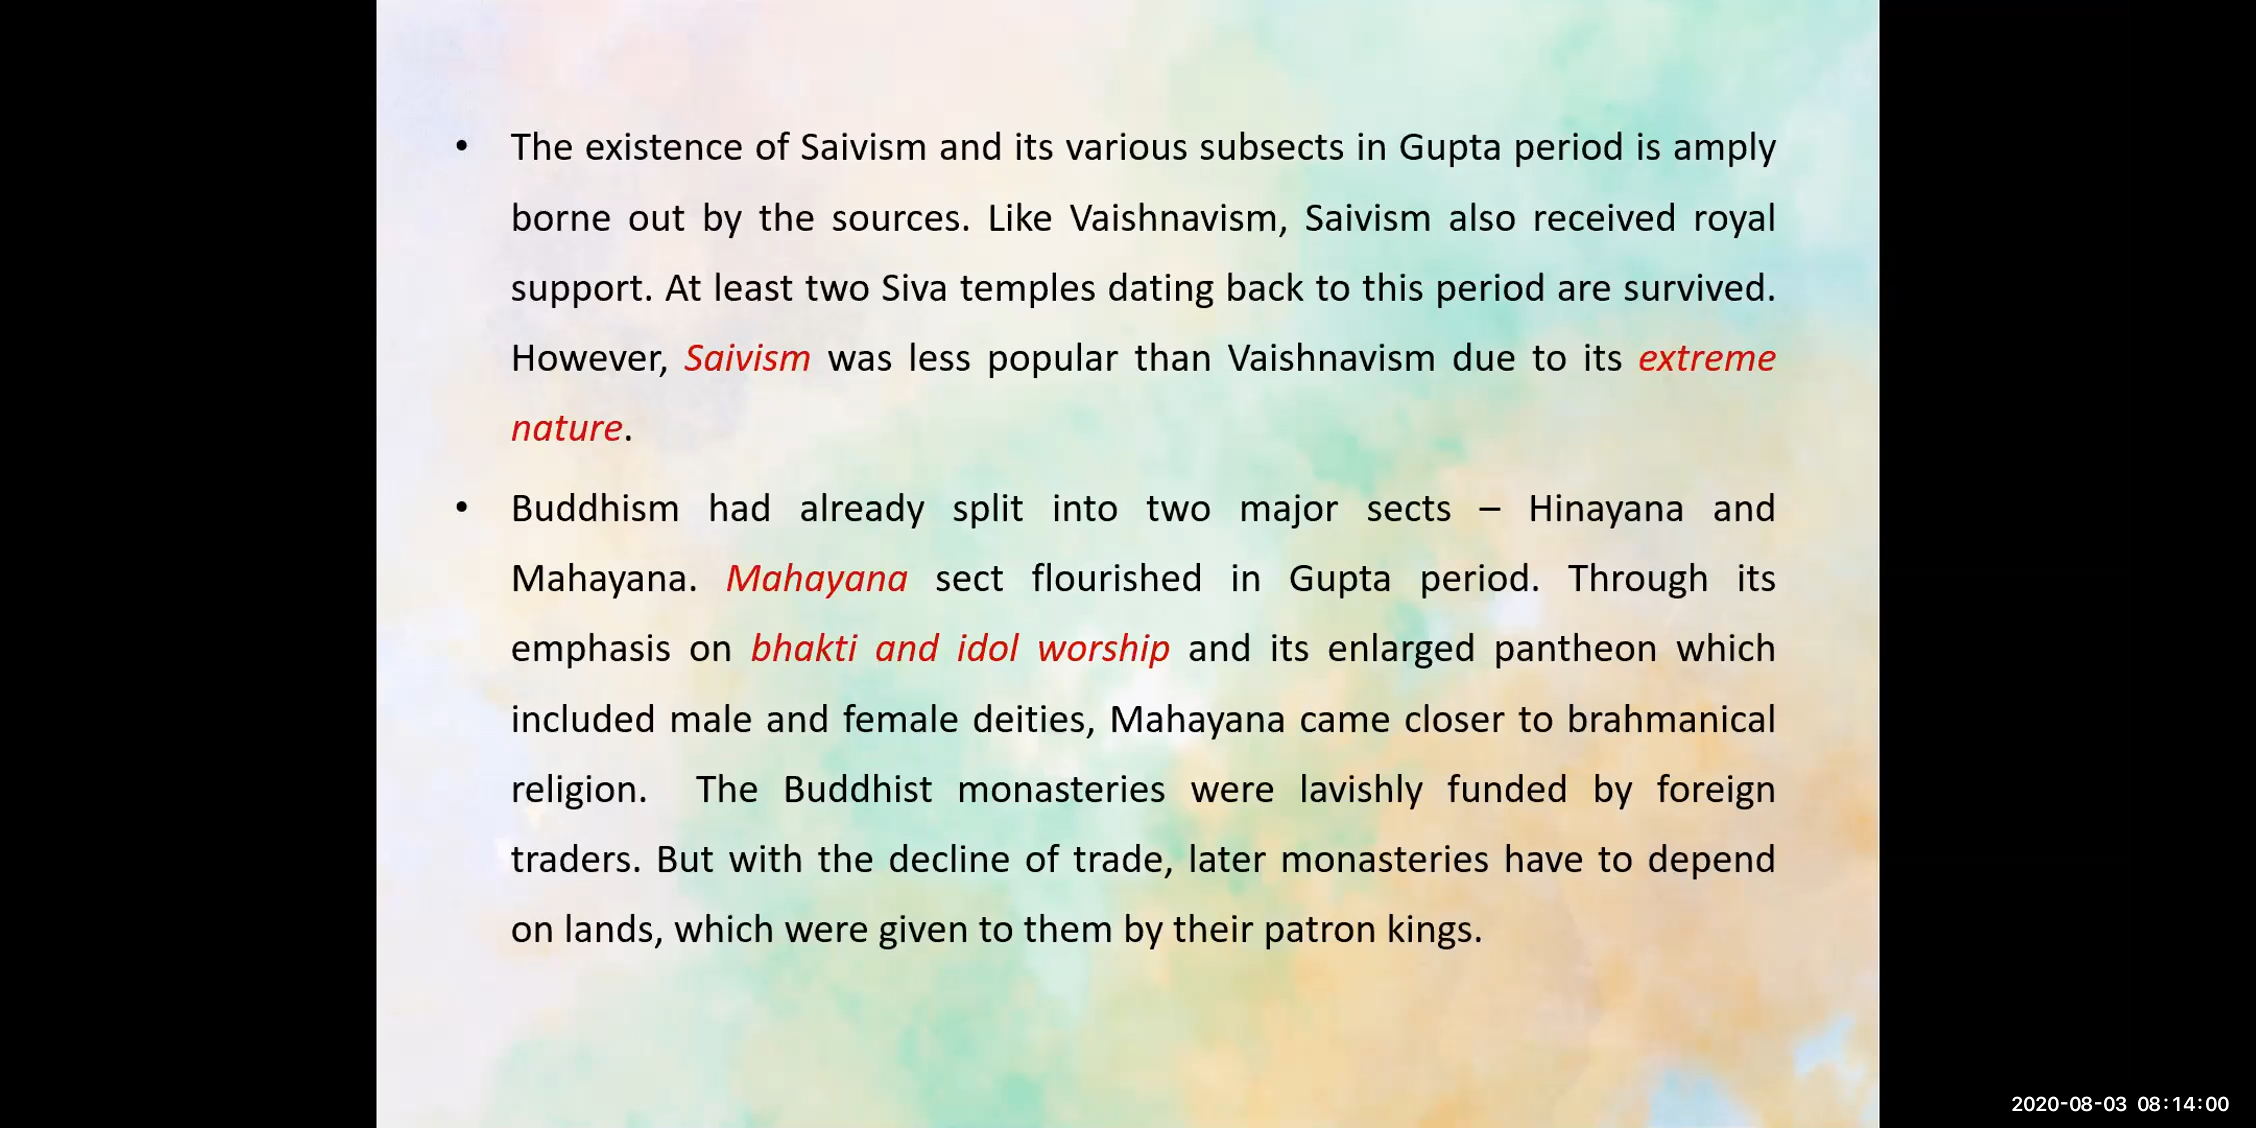 • The existence of Saivism and its various subsects in Gupta period is amply
borne out by the sources. Like Vaishnavism, Saivism also received royal
support. At least two Siva temples dating back to this period are survived.
However, Saivism was less popular than Vaishnavism due to its extreme
nature.
• Buddhism had already split into two major sects – Hinayana and
Mahayana. Mahayana sect flourished in Gupta period. Through its
emphasis on bhakti and idol worship and its enlarged pantheon which
included male and female deities, Mahayana came closer to brahmanical
religion.  The Buddhist monasteries were lavishly funded by foreign
traders. But with the decline of trade, later monasteries have to depend
on lands, which were given to them by their patron kings.
2020-08-03 08:14:00